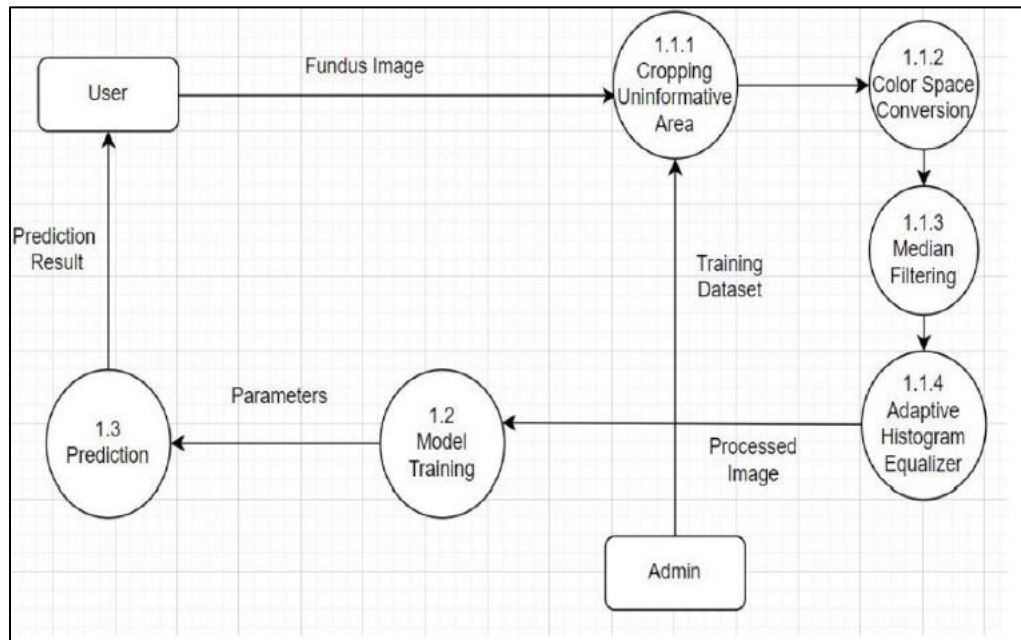 User
Fundus Image
1.1.1
Cropping
Uninformative
Area
1.1.2
Color Space
Conversion
1.1.3
Median
Filtering
Prediction
Result
Training
Dataset
1.1.4
Adaptive
Histogram
Equalizer
Parameters
1.3
Prediction
1.2
Model
Training
Processed
Image
Admin